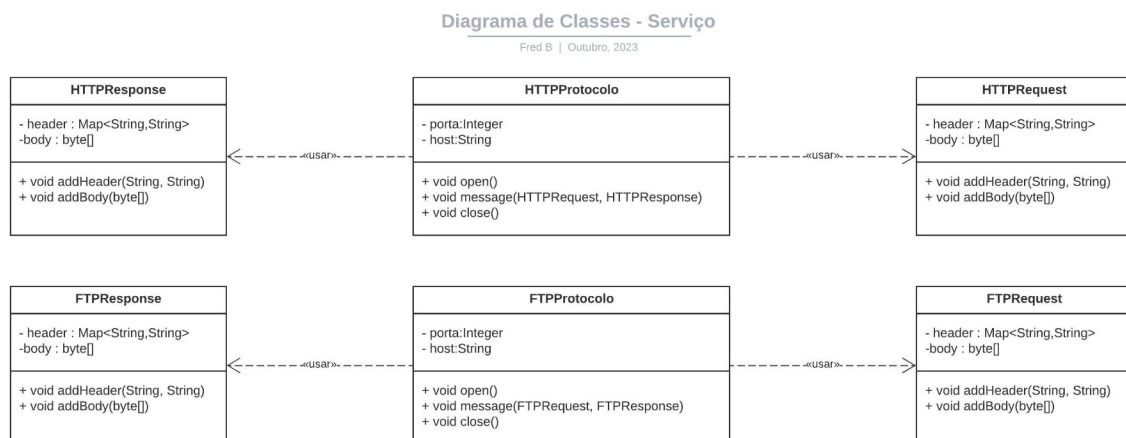 Diagrama de Classes - Serviço
Fred B | Outubro, 2023
HTTPResponse
- header : Map<String,String>
-body : byte[]
+ void addHeader(String, String)
+ void addBody(byte[])
«usar»
HTTPProtocolo
- porta:Integer
- host:String
+ void open()
+ void message(HTTPRequest, HTTPResponse)
+ void close()
«usar»
HTTPRequest
- header : Map<String,String>
-body : byte[]
+ void addHeader(String, String)
+ void addBody(byte[])
FTPResponse
- header : Map<String,String>
-body : byte[]
+ void addHeader(String, String)
+ void addBody(byte[])
«usar»
FTPProtocolo
- porta:Integer
- host:String
+ void open()
+ void message(FTPRequest, FTPResponse)
+ void close()
«usar»
FTPRequest
- header : Map<String,String>
-body : byte[]
+ void addHeader(String, String)
+ void addBody(byte[])